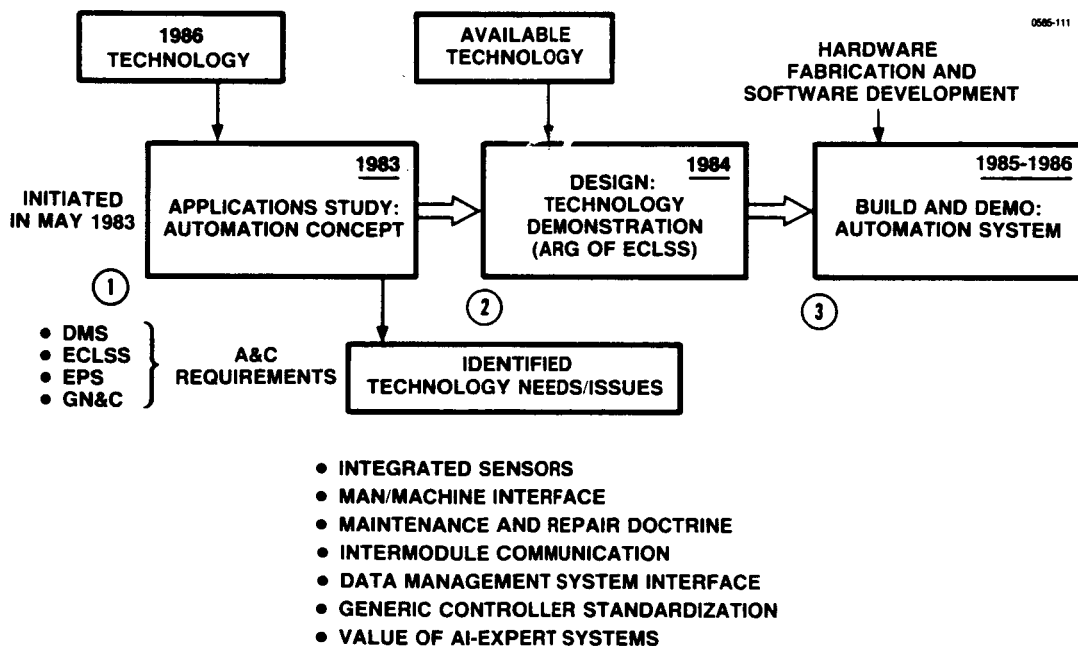 0585-111
1986
TECHNOLOGY
AVAILABLE
TECHNOLOGY
HARDWARE
FABRICATION AND
SOFTWARE DEVELOPMENT
INITIATED
IN MAY 1983
1983
APPLICATIONS STUDY:
AUTOMATION CONCEPT
1984
DESIGN:
TECHNOLOGY
DEMONSTRATION
(ARG OF ECLSS)
1985-1986
BUILD AND DEMO:
AUTOMATION SYSTEM
1
2
3
● DMS
● ECLSS
● EPS
● GN&C
A&C
REQUIREMENTS
IDENTIFIED
TECHNOLOGY NEEDS/ISSUES
● INTEGRATED SENSORS
● MAN/MACHINE INTERFACE
● MAINTENANCE AND REPAIR DOCTRINE
● INTERMODULE COMMUNICATION
● DATA MANAGEMENT SYSTEM INTERFACE
● GENERIC CONTROLLER STANDARDIZATION
● VALUE OF AI-EXPERT SYSTEMS